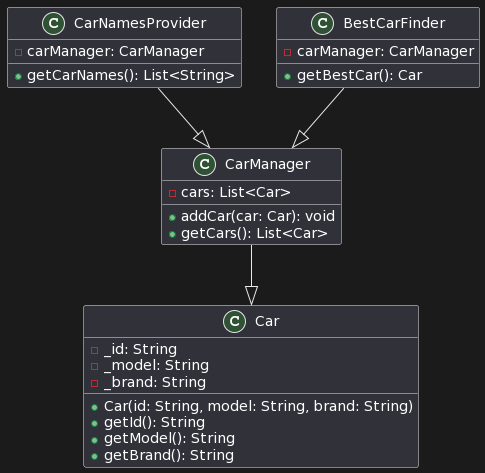 C CarNamesProvider
carManager: CarManager
getCarNames(): List<String>
C BestCarFinder
carManager: CarManager
getBestCar(): Car
C CarManager
cars: List<Car>
addCar(car: Car): void
getCars(): List<Car>
C Car
_id: String
_model: String
_brand: String
Car(id: String, model: String, brand: String)
getId(): String
getModel(): String
getBrand(): String